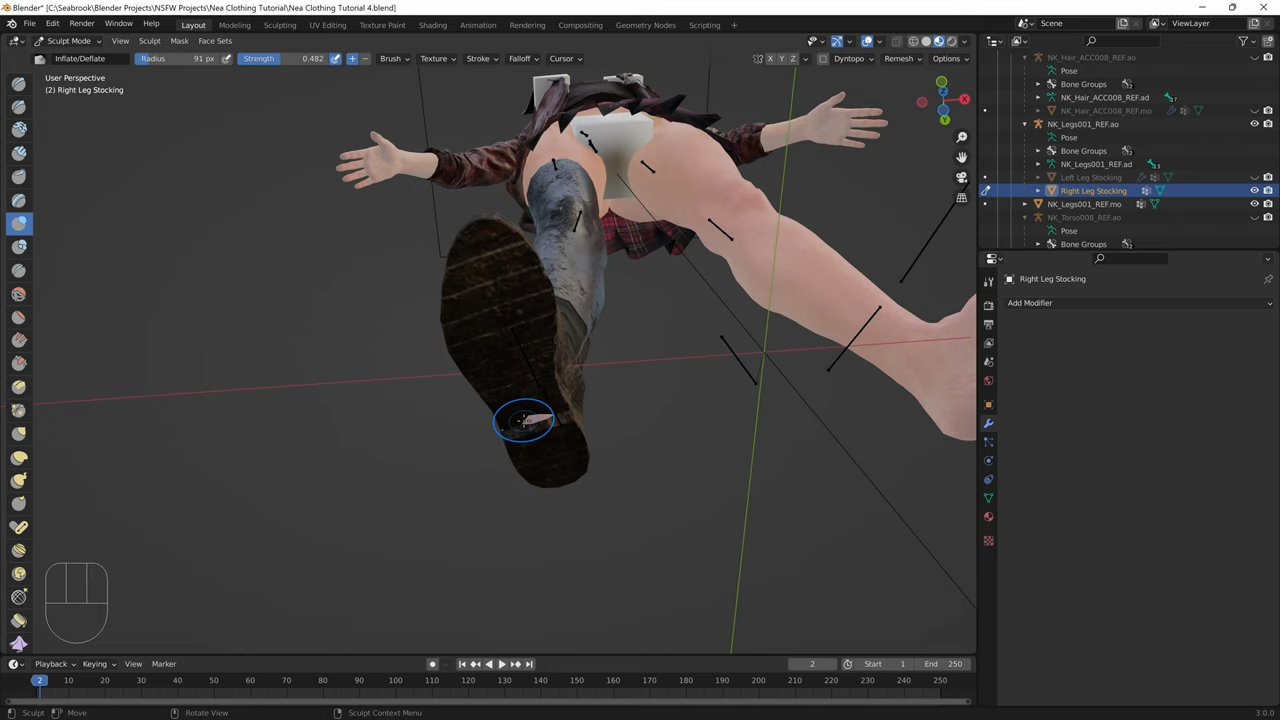 Blender* [C:\Seabrook\Blender Projects\NSFW Projects\Nea Clothing Tutorial\Nea Clothing Tutorial 4.blend]
File Edit Render Window Help Layout Modeling Sculpting UV Editing Texture Paint Shading Animation Rendering Compositing Geometry Nodes Scripting + Scene ViewLayer
Sculpt Mode View Sculpt Mask Face Sets
Inflate/Deflate Radius 91 px Strength 0.482 Brush Texture Stroke Falloff Cursor X Y Z Dyntopo Remesh Options
User Perspective
(2) Right Leg Stocking
X
Z
Y
NK_Hair_ACC008_REF.ao
Pose
Bone Groups
NK_Hair_ACC008_REF.ad
NK_Hair_ACC008_REF.mo
NK_Legs001_REF.ao
Pose
Bone Groups
NK_Legs001_REF.ad
Left Leg Stocking
Right Leg Stocking
NK_Legs001_REF.mo
NK_Torso008_REF.ao
Pose
Bone Groups
Right Leg Stocking
Add Modifier
Playback Keying View Marker 2 Start 1 End 250
2 10 20 30 40 50 60 70 80 90 100 110 120 130 140 150 160 170 180 190 200 210 220 230 240 250
Sculpt Move Rotate View Sculpt Context Menu 3.0.0